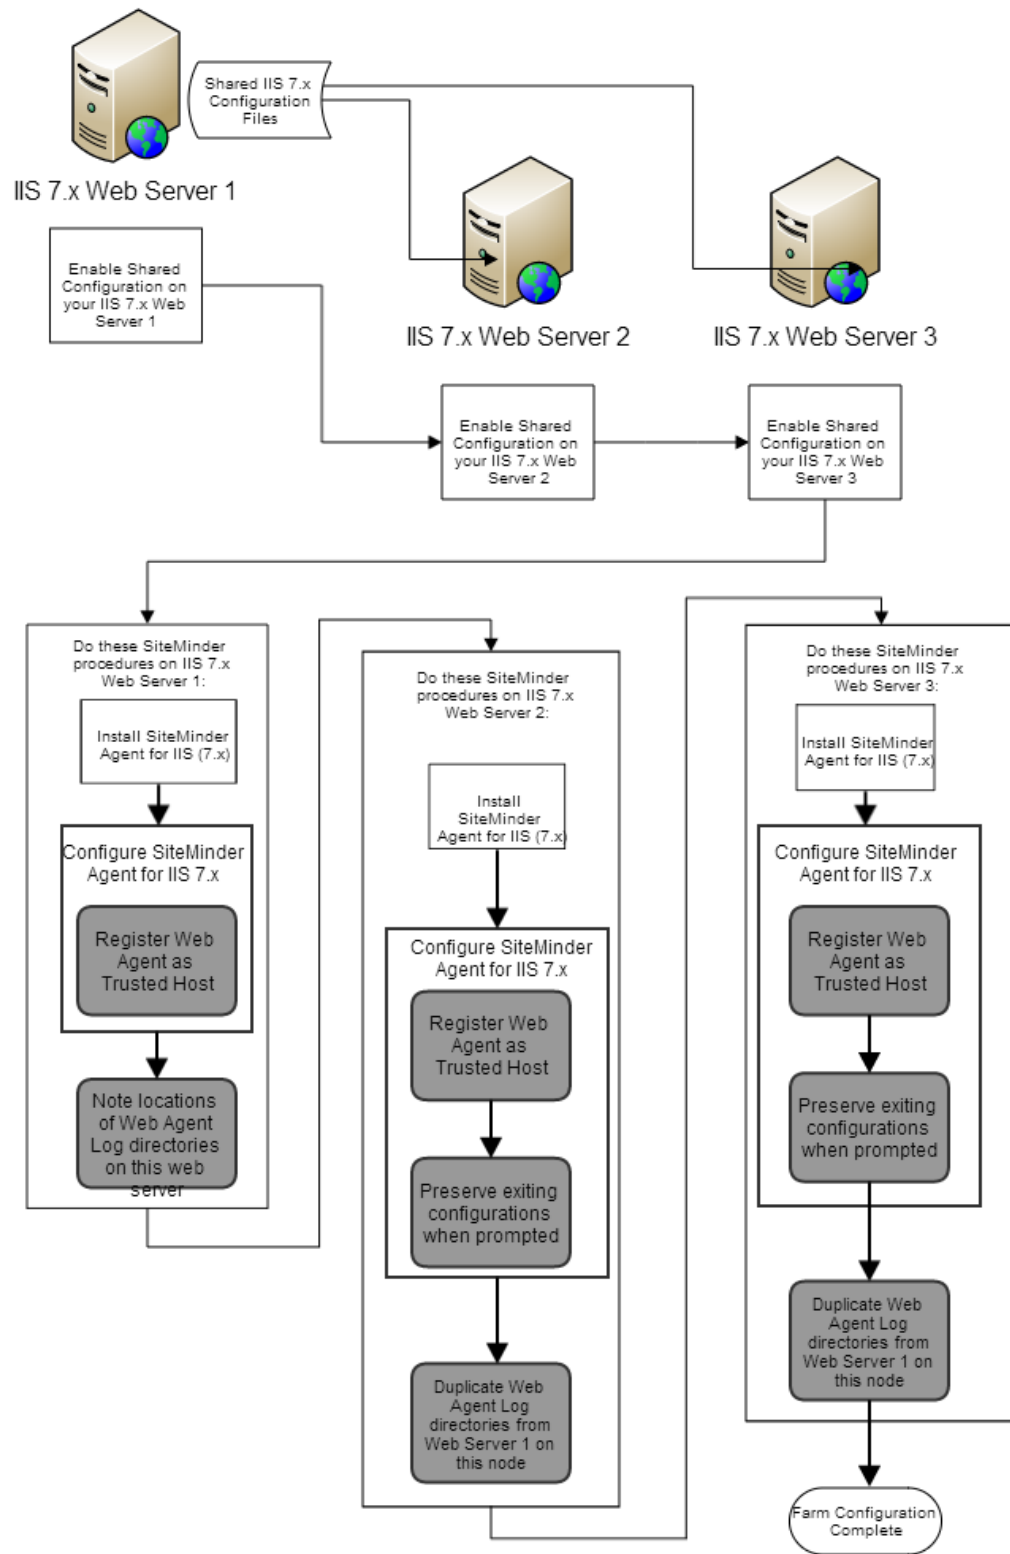 Shared IIS 7.x
Configuration
Files
IIS 7.x Web Server 1
IIS 7.x Web Server 2
IIS 7.x Web Server 3
Enable Shared
Configuration on
your IIS 7.x Web
Server 1
Enable Shared
Configuration on
your IIS 7.x Web
Server 2
Enable Shared
Configuration on
your IIS 7.x Web
Server 3
Do these SiteMinder
procedures on IIS 7.x
Web Server 1:
Install SiteMinder
Agent for IIS (7.x)
Configure SiteMinder
Agent for IIS 7.x
Register Web
Agent as
Trusted Host
Note locations
of Web Agent
Log directories
on this web
server
Do these SiteMinder
procedures on IIS 7.x
Web Server 2:
Install
SiteMinder
Agent for IIS (7.x)
Configure SiteMinder
Agent for IIS 7.x
Register Web
Agent as
Trusted Host
Preserve exiting
configurations
when prompted
Duplicate Web
Agent Log
directories from
Web Server 1 on
this node
Do these SiteMinder
procedures on IIS 7.x
Web Server 3:
Install SiteMinder
Agent for IIS (7.x)
Configure SiteMinder
Agent for IIS 7.x
Register Web
Agent as
Trusted Host
Preserve exiting
configurations
when prompted
Duplicate Web
Agent Log
directories from
Web Server 1 on
this node
Farm Configuration
Complete